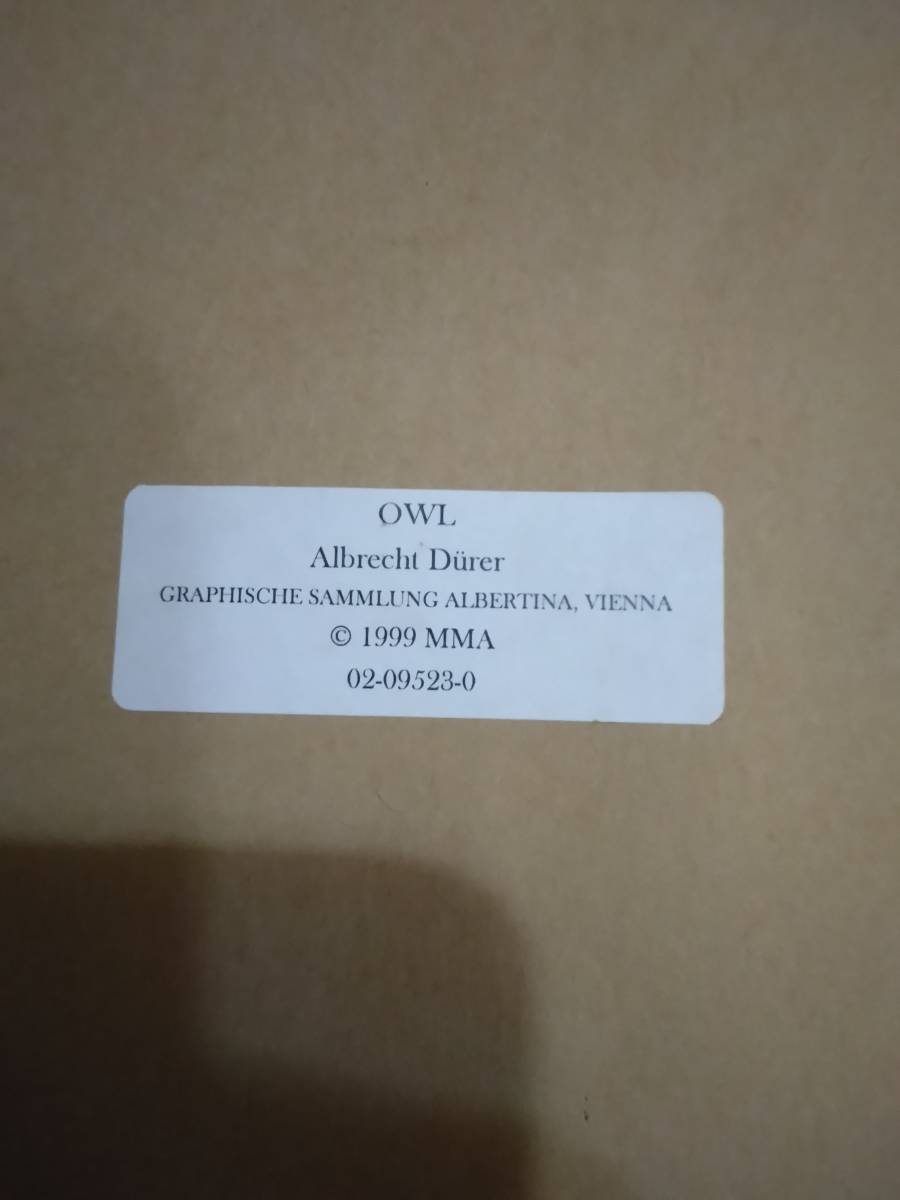 OWL
Albrecht Dürer
GRAPHISCHE SAMMLUNG ALBERTINA, VIENNA
© 1999 MMA
02-09523-0